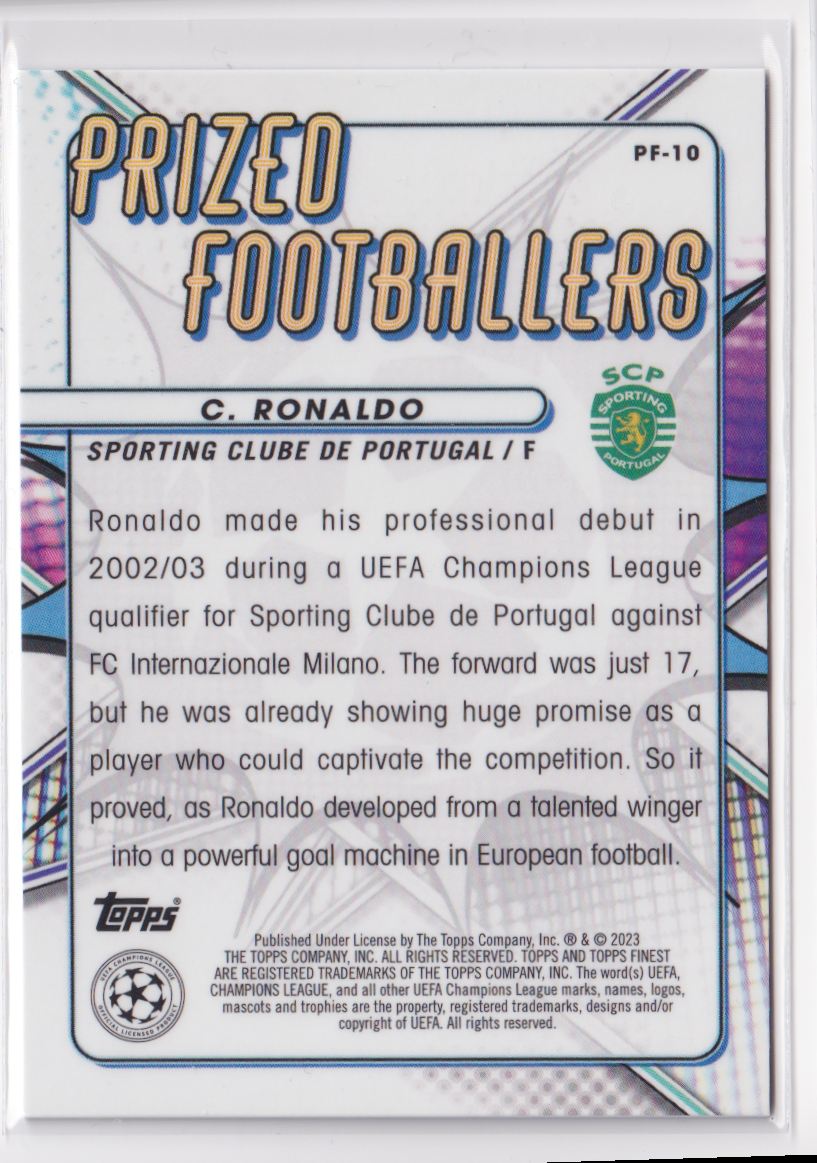 PRIZED
FOOTBALLERS
PF-10
SCP
SPORTING
PORTUGAL
C. RONALDO
SPORTING CLUBE DE PORTUGAL / F
Ronaldo made his professional debut in
2002/03 during a UEFA Champions League
qualifier for Sporting Clube de Portugal against
FC Internazionale Milano. The forward was just 17,
but he was already showing huge promise as a
player who could captivate the competition. So it
proved, as Ronaldo developed from a talented winger
into a powerful goal machine in European football.
topps®
UEFA CHAMPIONS LEAGUE
OFFICIAL LICENSED PRODUCT
Published Under License by The Topps Company, Inc. ® & © 2023
THE TOPPS COMPANY, INC. ALL RIGHTS RESERVED. TOPPS AND TOPPS FINEST
ARE REGISTERED TRADEMARKS OF THE TOPPS COMPANY, INC. The word(s) UEFA,
CHAMPIONS LEAGUE, and all other UEFA Champions League marks, names, logos,
mascots and trophies are the property, registered trademarks, designs and/or
copyright of UEFA. All rights reserved.